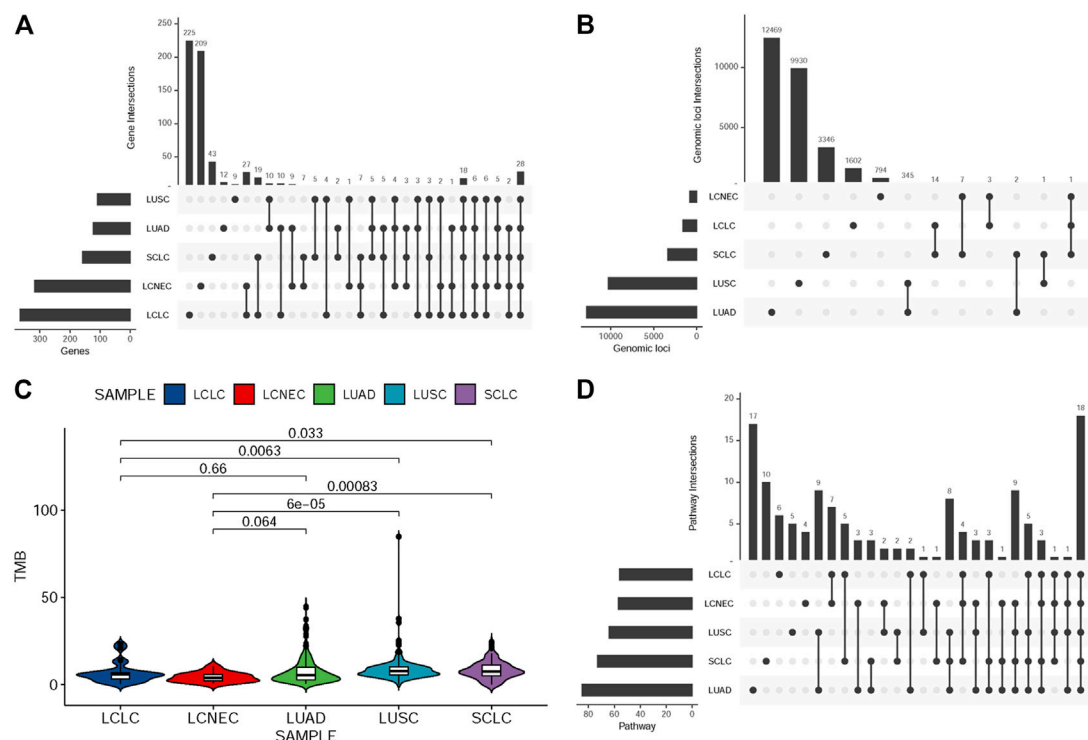 A
225
209
43
12
9
27
19
10
10
9
7
5
4
2
1
7
5
2
4
3
3
3
2
1
18
6
6
5
2
28
250
200
150
100
50
-
Gene Intersections
LUSC
LUAD
SCLC
LCNEC
LCLC
300 200 100 0
Genes
B
12469
9930
3346
1602
794
345
14
7
3
2
1
1
10000
5000
-
Genomic loci Intersections
LCNEC
LCLC
SCLC
LUSC
LUAD
10000 5000 0
Genomic loci
C
SAMPLE LCLC LCNEC LUAD LUSC SCLC
0.033
0.0063
0.66
0.00083
6e-05
0.064
100
50
0
TMB
LCLC LCNEC LUAD LUSC SCLC
SAMPLE
D
17
10
6
5
4
9
7
5
3
3
2
2
2
1
1
8
4
3
3
1
9
5
3
1
1
18
20
15
10
5
-
Pathway Intersections
LCLC
LCNEC
LUSC
SCLC
LUAD
80 60 40 20 0
Pathway